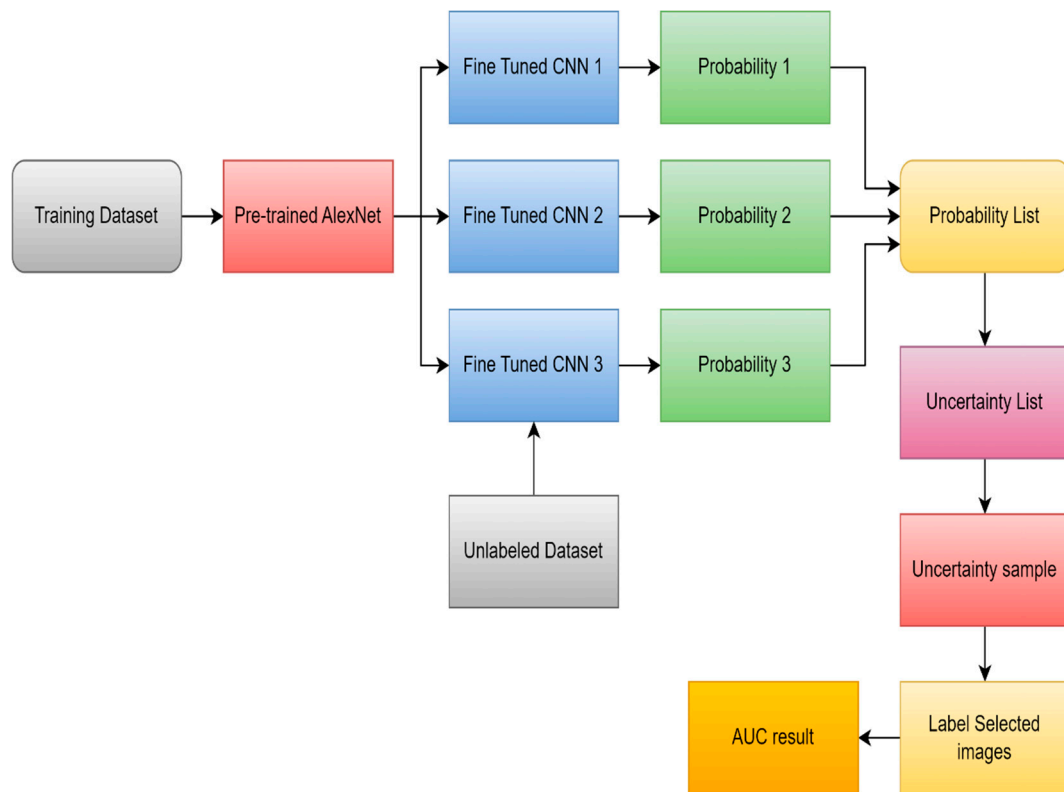 Fine Tuned CNN 1
Probability 1
Training Dataset
Pre-trained AlexNet
Fine Tuned CNN 2
Probability 2
Probability List
Fine Tuned CNN 3
Probability 3
Uncertainty List
Unlabeled Dataset
Uncertainty sample
AUC result
Label Selected
images